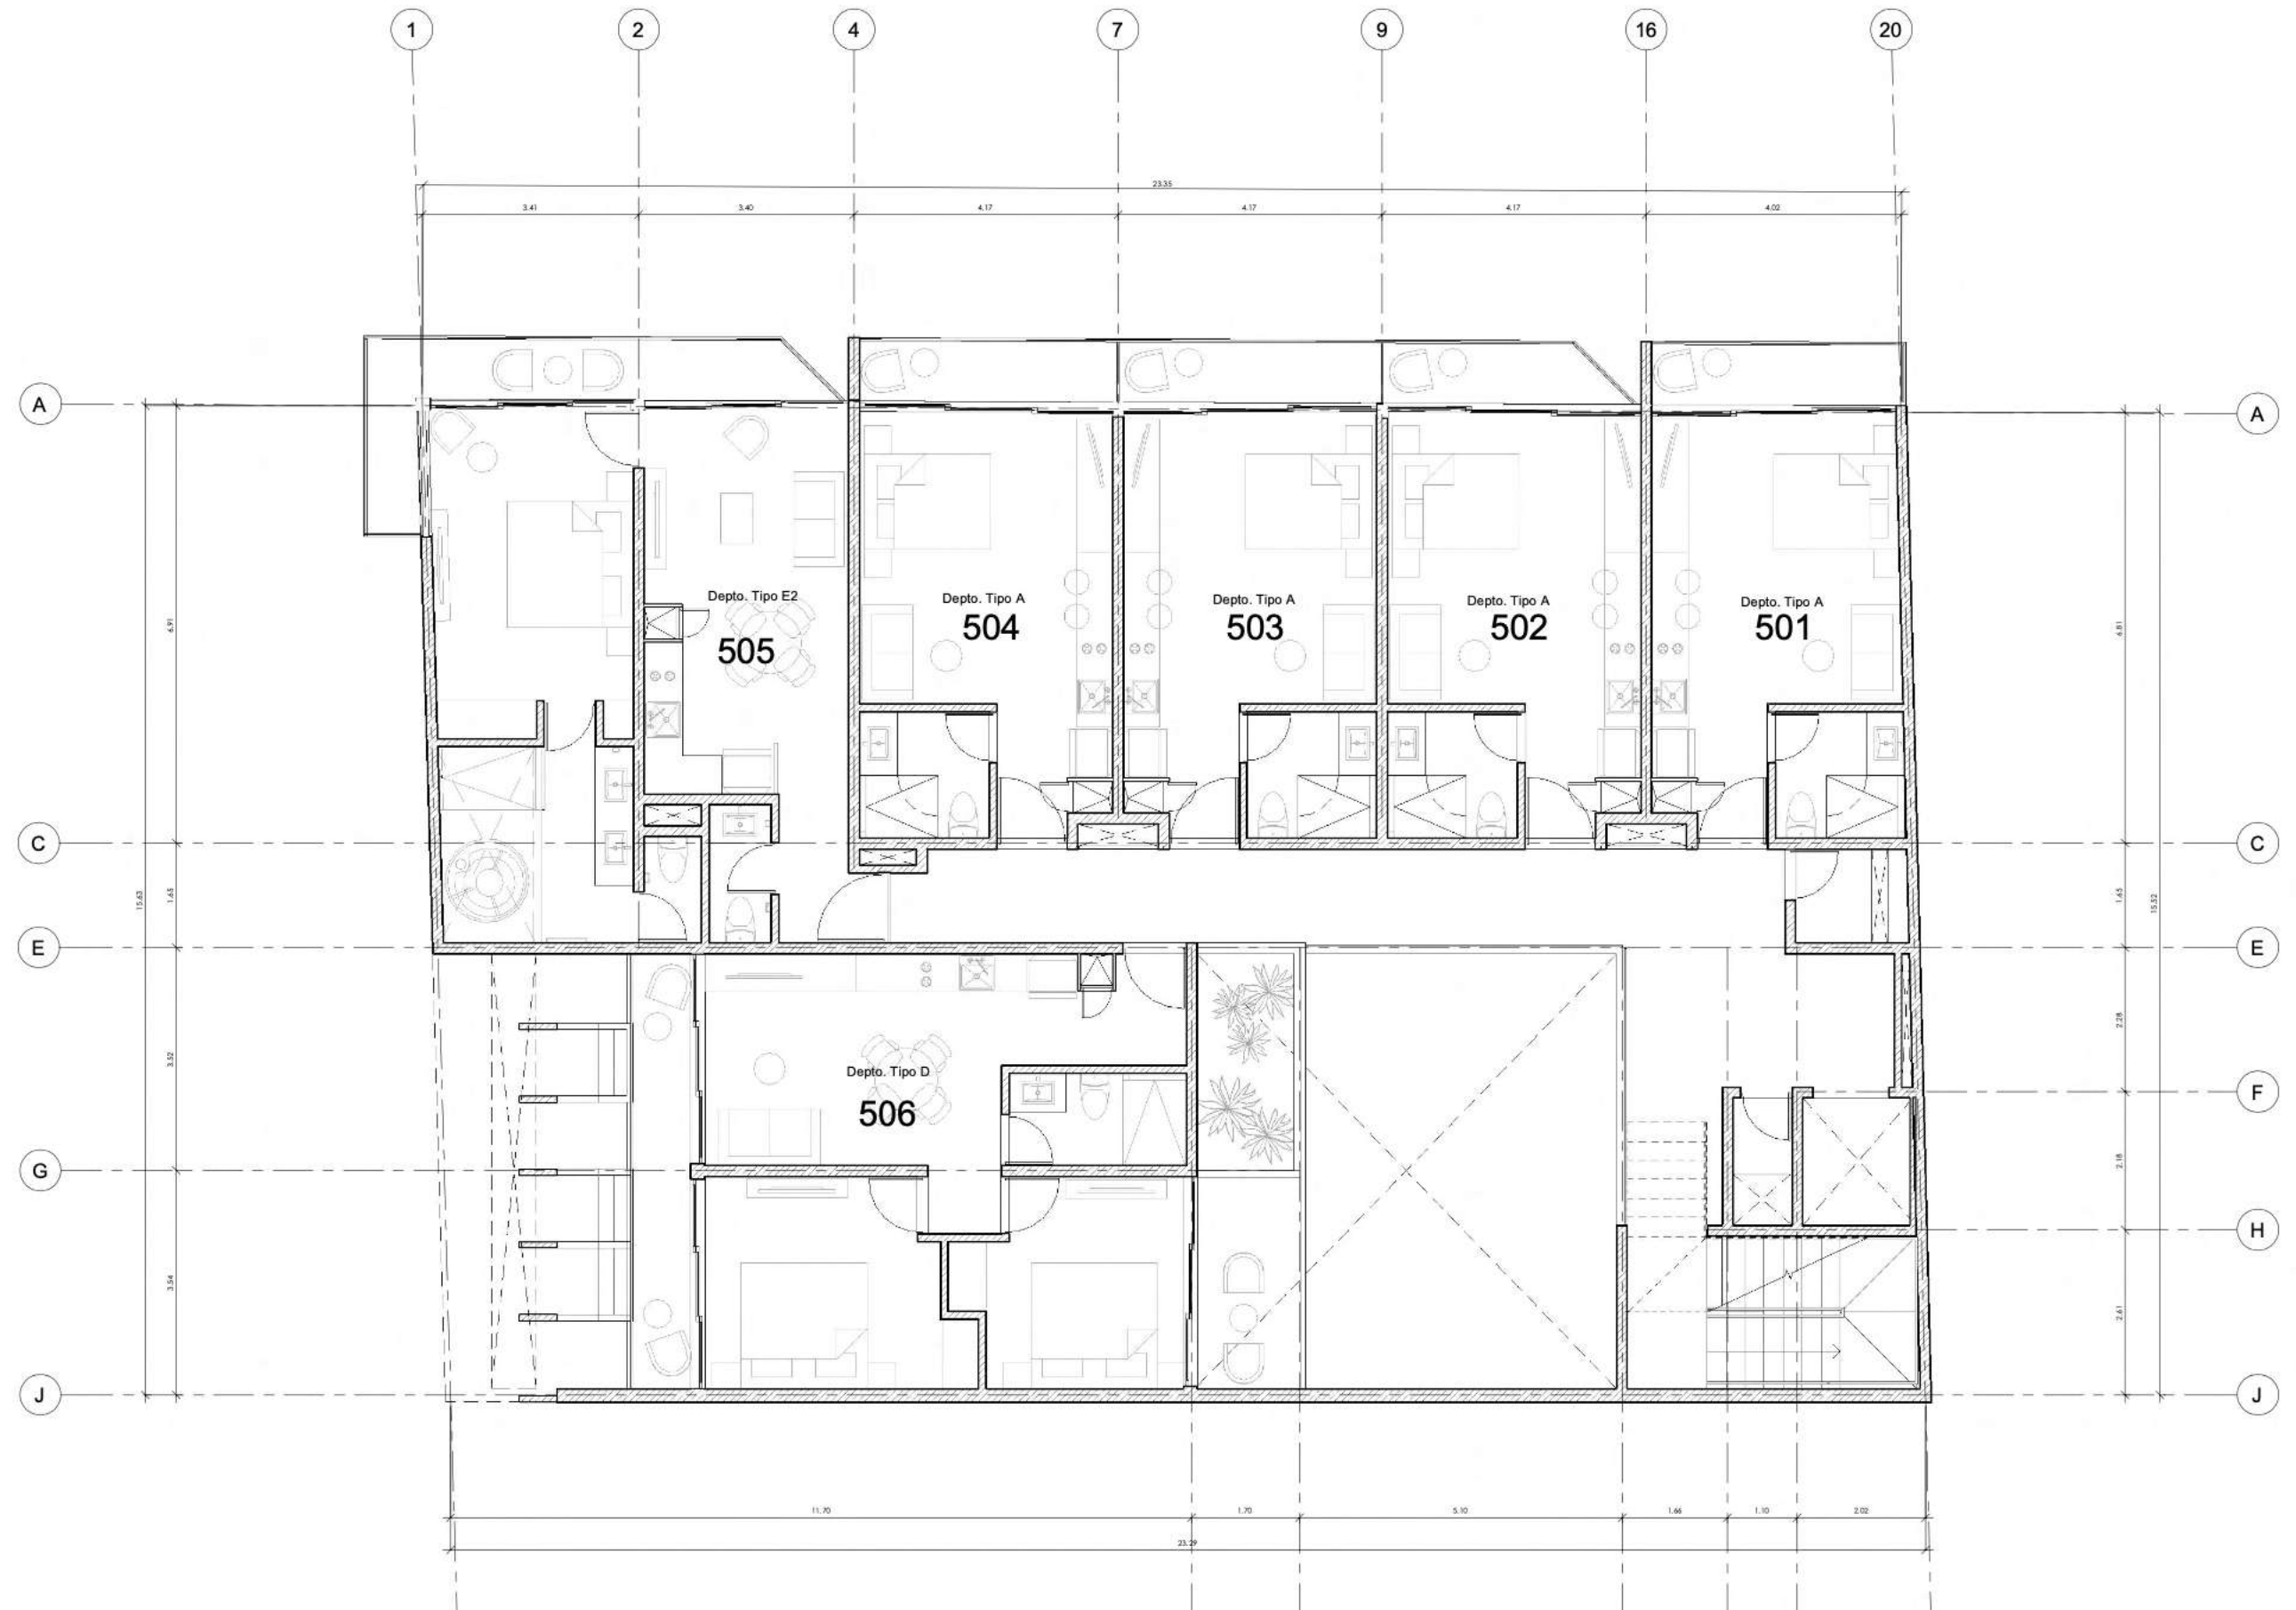 1 2 4 7 9 16 20
23.35
3.41 3.40 4.17 4.17 4.17 4.02
A A
Depto. Tipo E2
505
Depto. Tipo A
504
Depto. Tipo A
503
Depto. Tipo A
502
Depto. Tipo A
501
6.91
6.81
C C
15.63
1.65
1.65
15.52
E E
2.28
3.52
Depto. Tipo D
506
F
G
2.18
H
3.54
2.61
J J
11.70 1.70 5.10 1.66 1.10 2.02
23.29